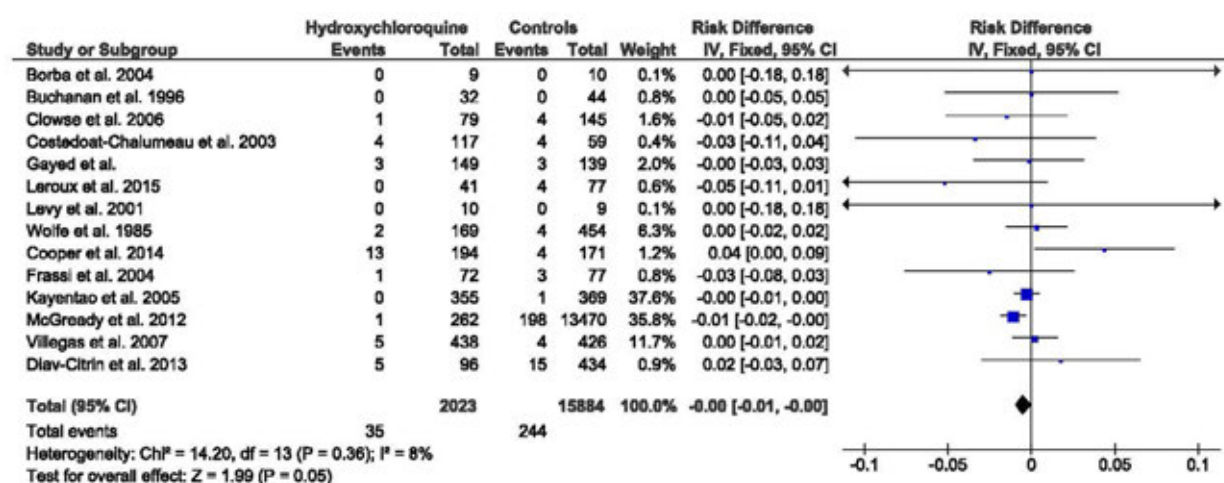 Hydroxychloroquine Controls Risk Difference Risk Difference
Study or Subgroup Events Total Events Total Weight IV, Fixed, 95% CI IV, Fixed, 95% CI
Borba et al. 2004 0 9 0 10 0.1% 0.00 [-0.18, 0.18]
Buchanan et al. 1996 0 32 0 44 0.8% 0.00 [-0.05, 0.05]
Clowse et al. 2006 1 79 4 145 1.6% -0.01 [-0.05, 0.02]
Costedoat-Chalumeau et al. 2003 4 117 4 59 0.4% -0.03 [-0.11, 0.04]
Gayed et al. 3 149 3 139 2.0% -0.00 [-0.03, 0.03]
Leroux et al. 2015 0 41 4 77 0.6% -0.05 [-0.11, 0.01]
Levy et al. 2001 0 10 0 9 0.1% 0.00 [-0.18, 0.18]
Wolfe et al. 1985 2 169 4 454 6.3% 0.00 [-0.02, 0.02]
Cooper et al. 2014 13 194 4 171 1.2% 0.04 [0.00, 0.09]
Frassi et al. 2004 1 72 3 77 0.8% -0.03 [-0.08, 0.03]
Kayentao et al. 2005 0 355 1 369 37.6% -0.00 [-0.01, 0.00]
McGready et al. 2012 1 262 198 13470 35.8% -0.01 [-0.02, -0.00]
Villegas et al. 2007 5 438 4 426 11.7% 0.00 [-0.01, 0.02]
Diav-Citrin et al. 2013 5 96 15 434 0.9% 0.02 [-0.03, 0.07]
Total (95% CI) 2023 15884 100.0% -0.00 [-0.01, -0.00]
Total events 35 244
Heterogeneity: Chi² = 14.20, df = 13 (P = 0.36); I² = 8%
Test for overall effect: Z = 1.99 (P = 0.05)
-0.1 -0.05 0 0.05 0.1